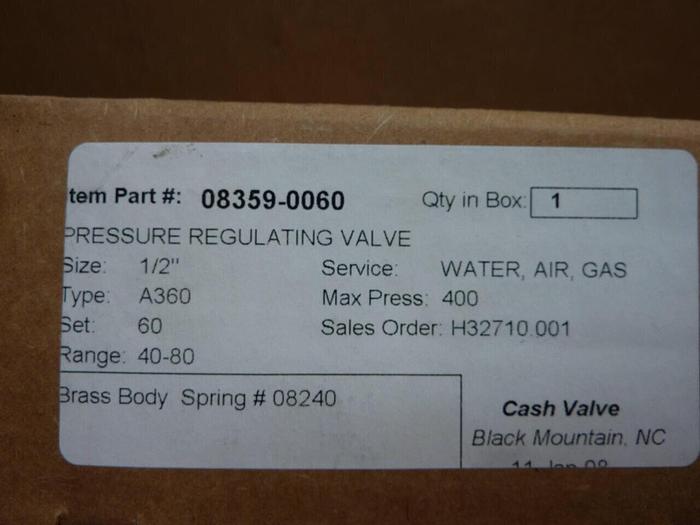 tem Part #: 08359-0060 Qty in Box: 1
PRESSURE REGULATING VALVE
Size: 1/2" Service: WATER, AIR, GAS
Type: A360 Max Press: 400
Set: 60 Sales Order: H32710.001
Range: 40-80
Brass Body Spring # 08240
Cash Valve
Black Mountain, NC